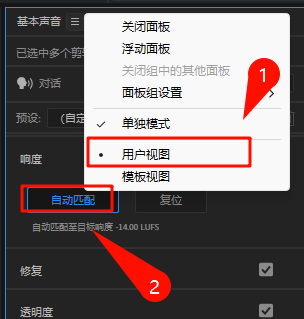 基本声音
关闭面板
浮动面板
关闭组中的其他面板
面板组设置
单独模式
用户视图
模板视图
已选中多个剪
对话
预设:
(自定
响度
自动匹配
复位
自动匹配至目标响度 -14.00 LUFS
修复
透明度
1
2